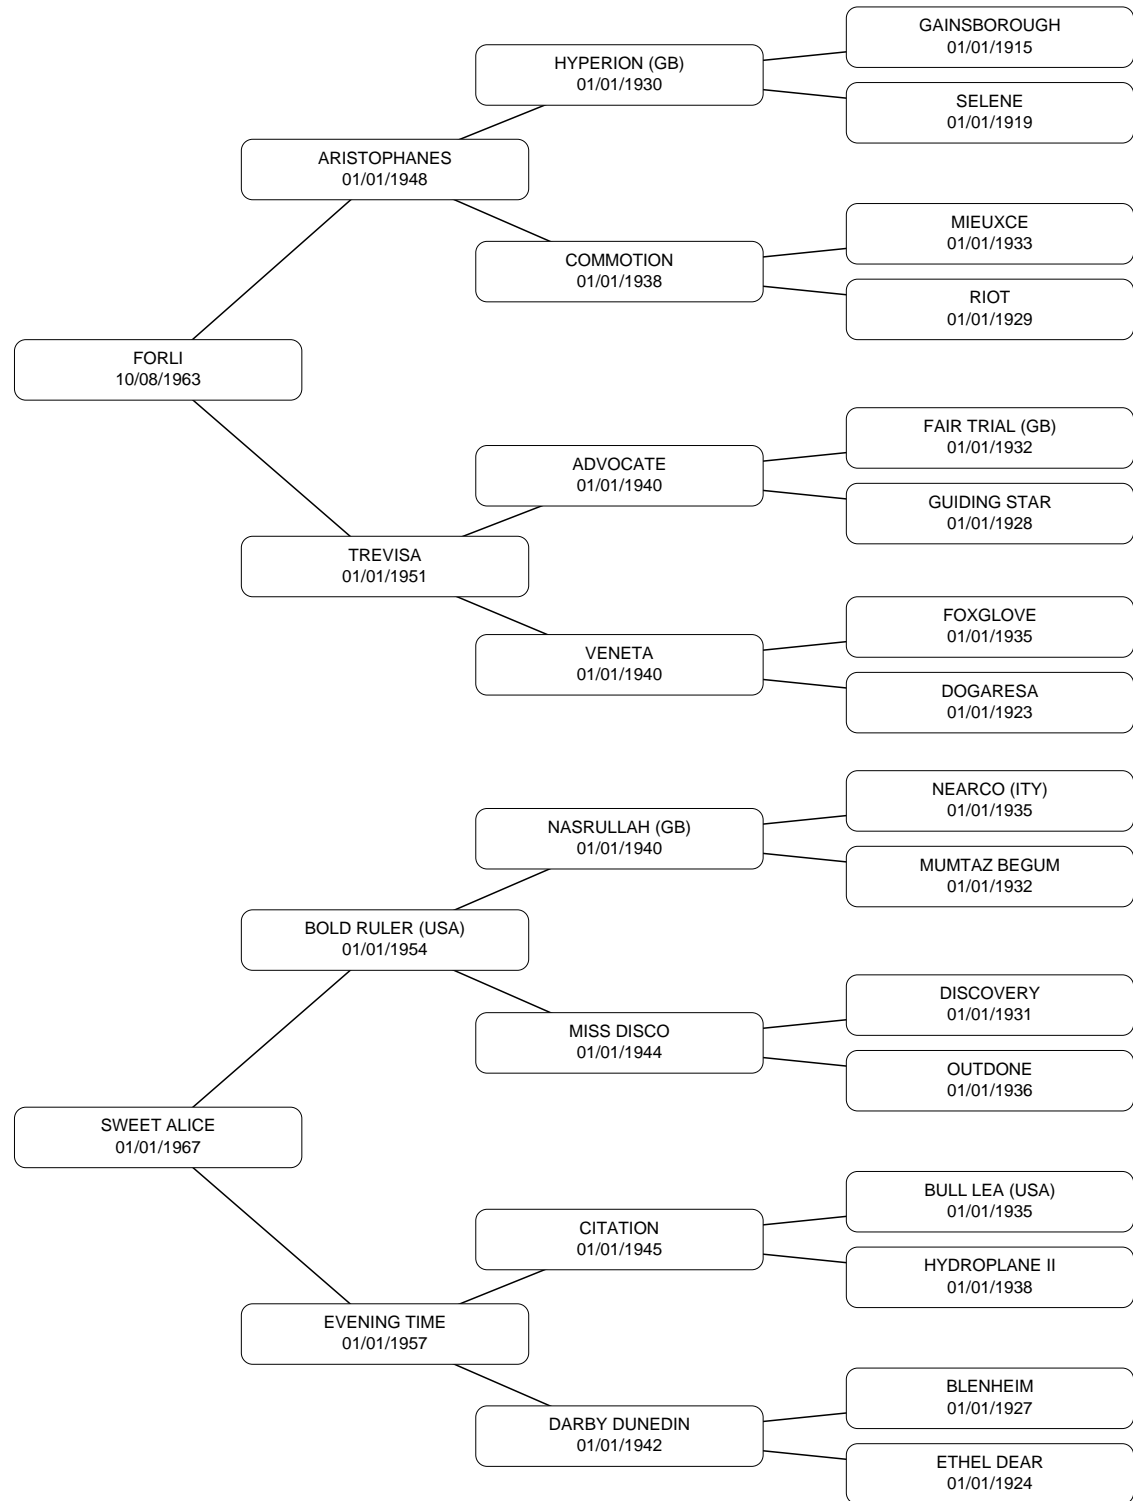 GAINSBOROUGH
01/01/1915
HYPERION (GB)
01/01/1930
SELENE
01/01/1919
ARISTOPHANES
01/01/1948
MIEUXCE
01/01/1933
COMMOTION
01/01/1938
RIOT
01/01/1929
FORLI
10/08/1963
FAIR TRIAL (GB)
01/01/1932
ADVOCATE
01/01/1940
GUIDING STAR
01/01/1928
TREVISA
01/01/1951
FOXGLOVE
01/01/1935
VENETA
01/01/1940
DOGARESA
01/01/1923
NEARCO (ITY)
01/01/1935
NASRULLAH (GB)
01/01/1940
MUMTAZ BEGUM
01/01/1932
BOLD RULER (USA)
01/01/1954
DISCOVERY
01/01/1931
MISS DISCO
01/01/1944
OUTDONE
01/01/1936
SWEET ALICE
01/01/1967
BULL LEA (USA)
01/01/1935
CITATION
01/01/1945
HYDROPLANE II
01/01/1938
EVENING TIME
01/01/1957
BLENHEIM
01/01/1927
DARBY DUNEDIN
01/01/1942
ETHEL DEAR
01/01/1924